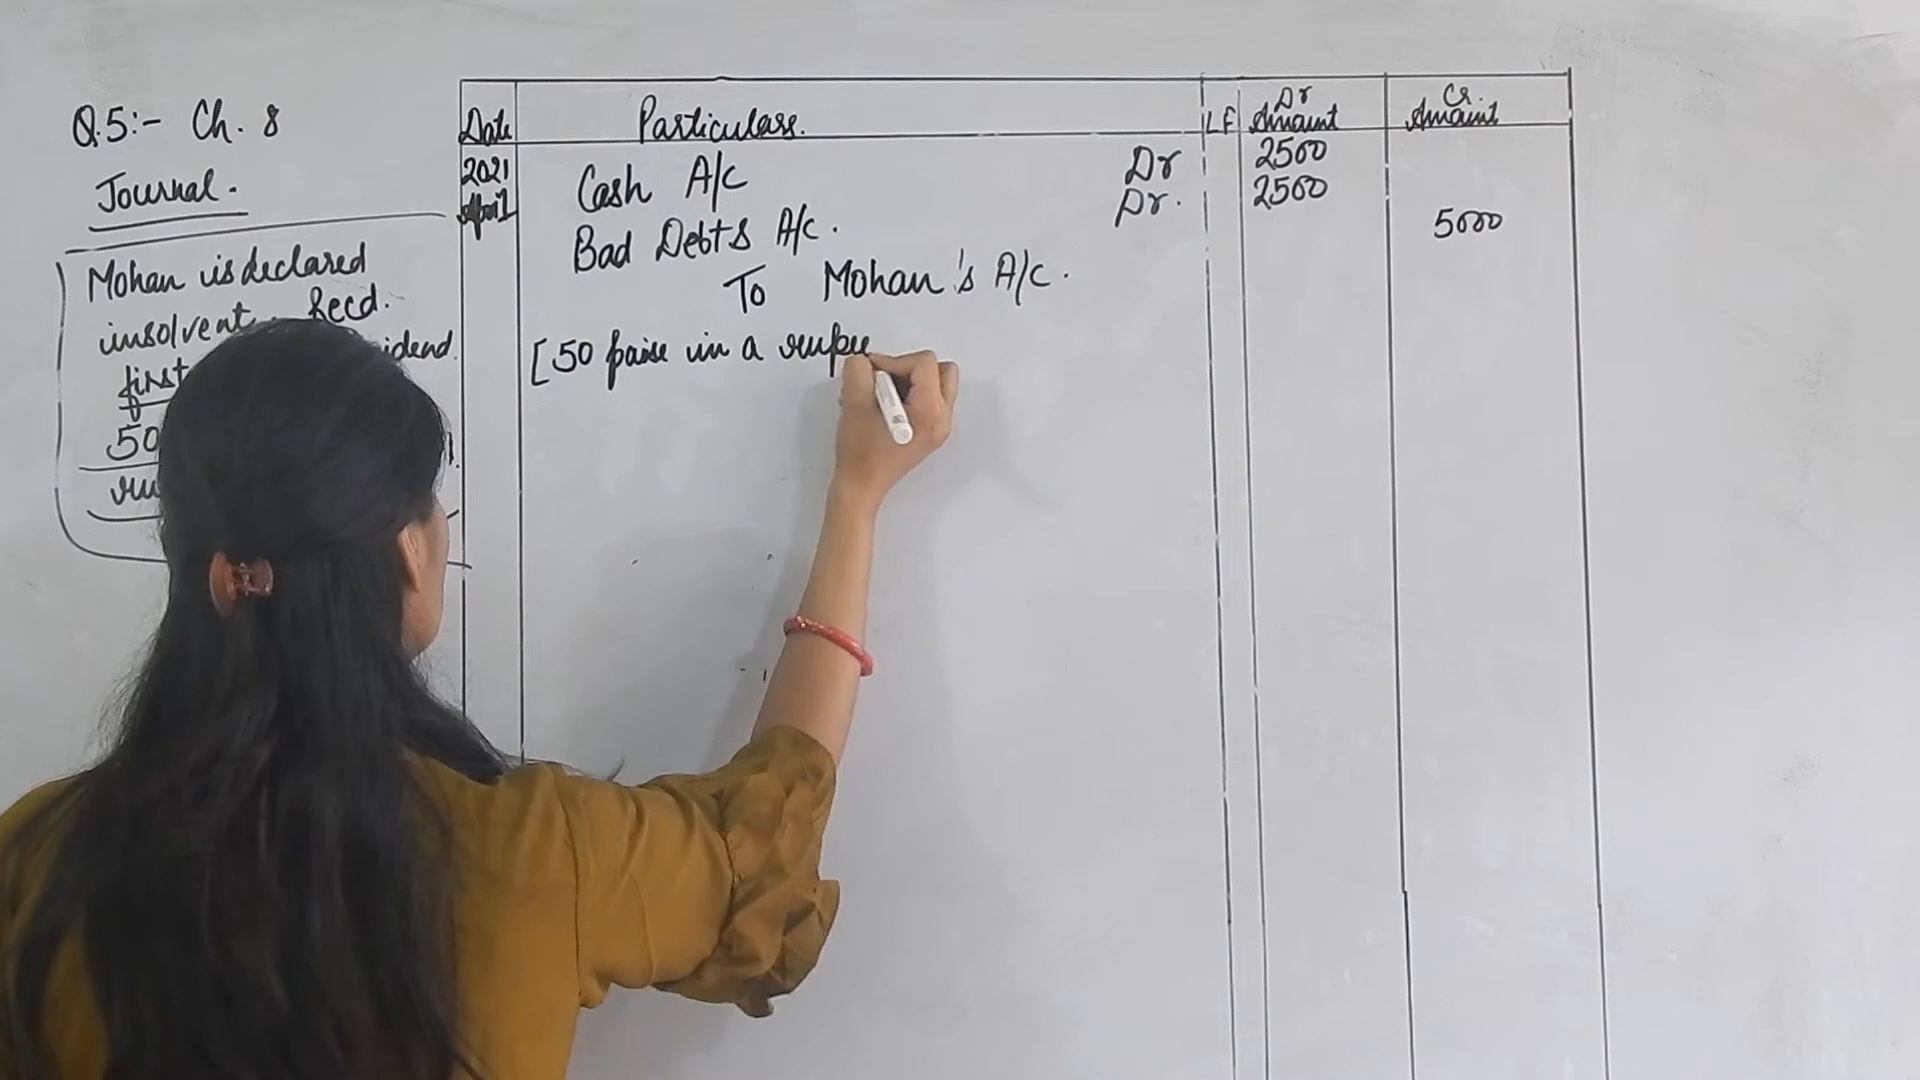 Q.5:- Ch. 8
Journal.
Mohan is declared
insolvent. Recd.
first idend.
50
Date Particulars. LF Dr Amount Cr. Amount
2021 Cash A/c Dr 2500
April Bad Debts A/c. Dr. 2500
To Mohan's A/c. 5000
[50 paise in a rupee